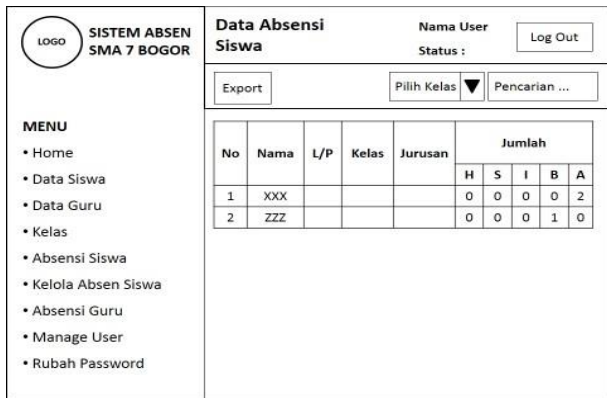 LOGO
SISTEM ABSEN
SMA 7 BOGOR
MENU
• Home
• Data Siswa
• Data Guru
• Kelas
• Absensi Siswa
• Kelola Absen Siswa
• Absensi Guru
• Manage User
• Rubah Password
Data Absensi
Siswa
Nama User
Status :
Log Out
Export
Pilih Kelas
Pencarian ...
No Nama L/P Kelas Jurusan Jumlah
H S I B A
1 XXX 0 0 0 0 2
2 ZZZ 0 0 0 1 0